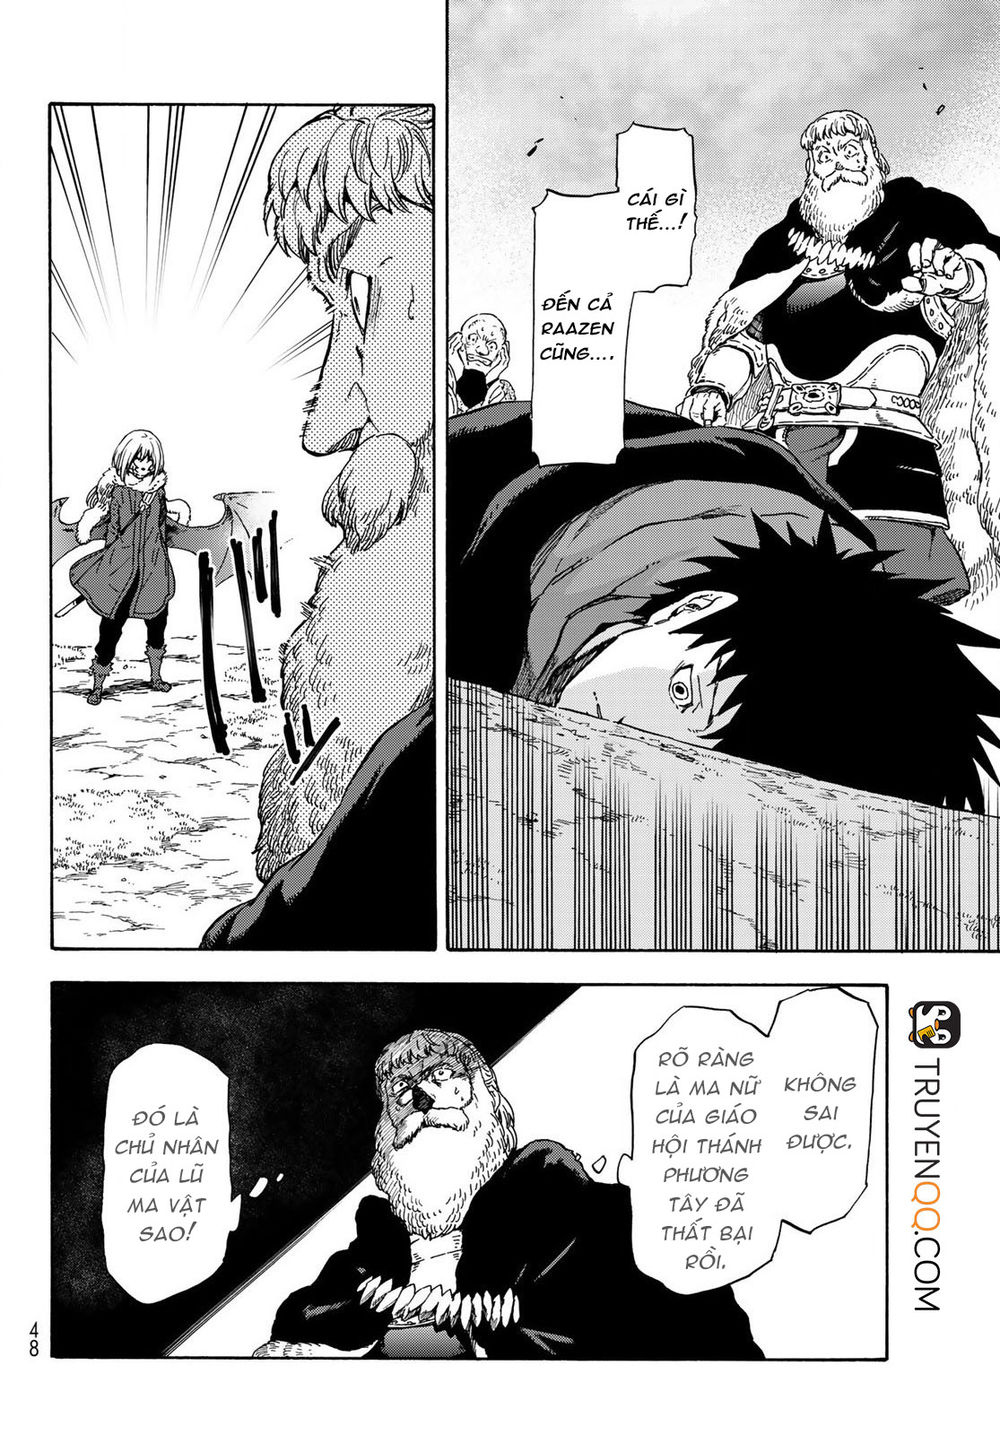 CÁI GÌ
THẾ...!
ĐẾN CẢ
RAAZEN
CŨNG....
KHÔNG
SAI
ĐƯỢC.
RÕ RÀNG
LÀ MA NỮ
CỦA GIÁO
HỘI THÁNH
PHƯƠNG
TÂY ĐÃ
THẤT BẠI
RỒI.
ĐÓ LÀ
CHỦ NHÂN
CỦA LŨ
MA VẬT
SAO!
TRUYENQQ.COM
48